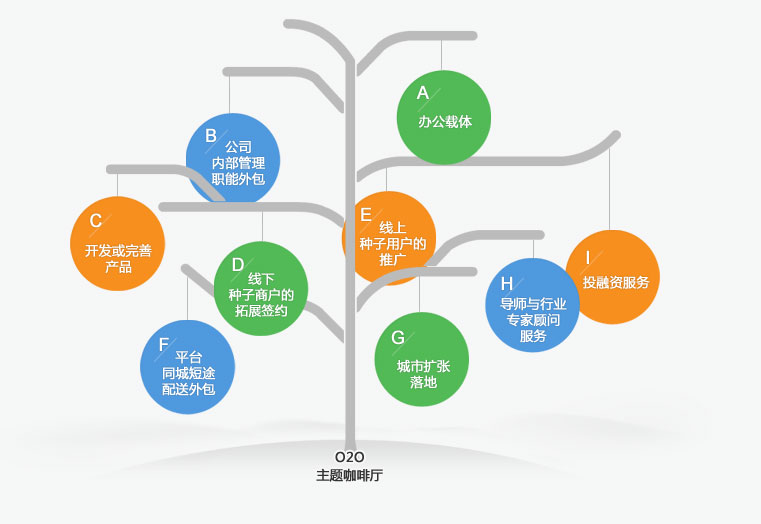 A
办公载体
B
公司
内部管理
职能外包
C
开发或完善
产品
D
线下
种子商户的
拓展签约
E
线上
种子用户的
推广
F
平台
同城短途
配送外包
G
城市扩张
落地
H
导师与行业
专家顾问
服务
I
投融资服务
O2O
主题咖啡厅